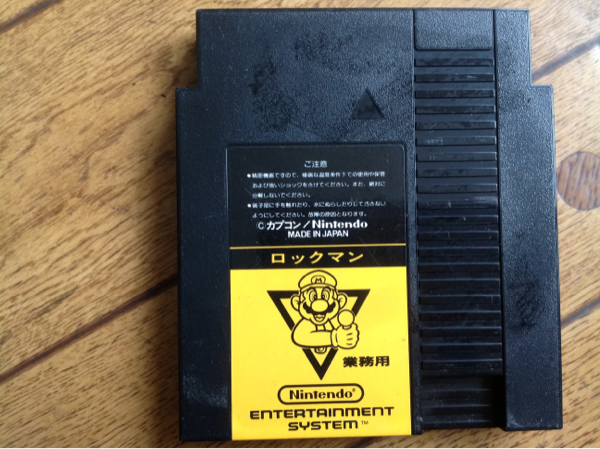 ご注意
●精密機器ですので、極端な温度条件下での使用や保管
および強いショックをさけてください。また、絶対に
分解しないでください。
●端子部に手を触れたり、水にぬらしたりしてごさない
ようにしてください。故障の原因となります。
© カプコン/Nintendo
MADE IN JAPAN
ロックマン
業務用
Nintendo®
ENTERTAINMENT
SYSTEM™